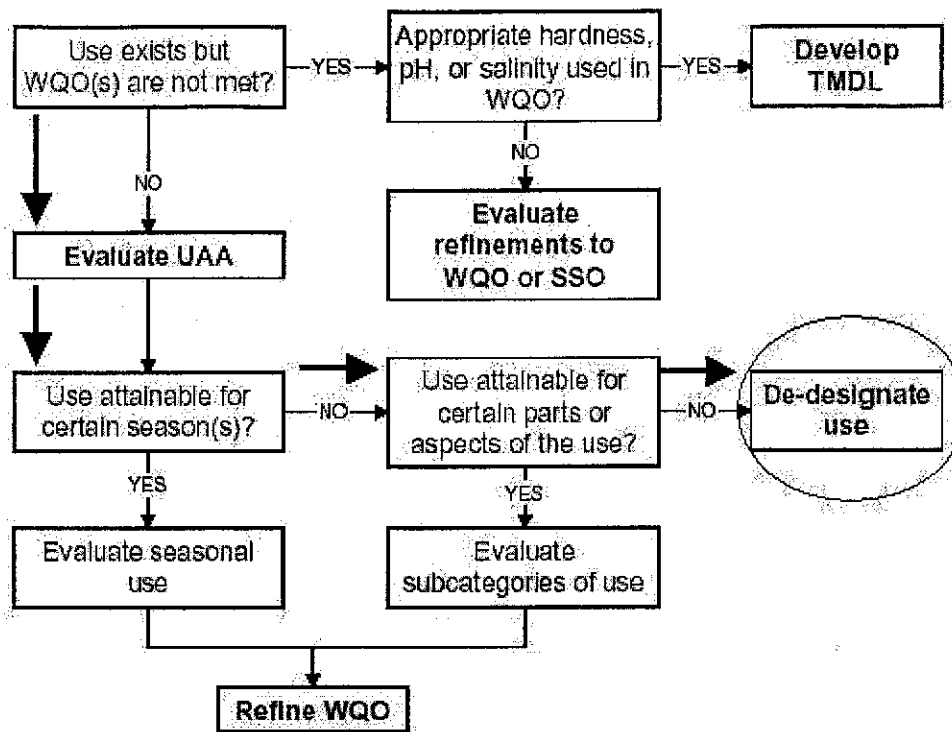 Use exists but
WQO(s) are not met?
YES
Appropriate hardness,
pH, or salinity used in
WQO?
YES
Develop
TMDL
NO
NO
Evaluate
refinements to
WQO or SSO
Evaluate UAA
Use attainable for
certain season(s)?
NO
Use attainable for
certain parts or
aspects of the use?
NO
De-designate
use
YES
YES
Evaluate seasonal
use
Evaluate
subcategories of use
Refine WQO